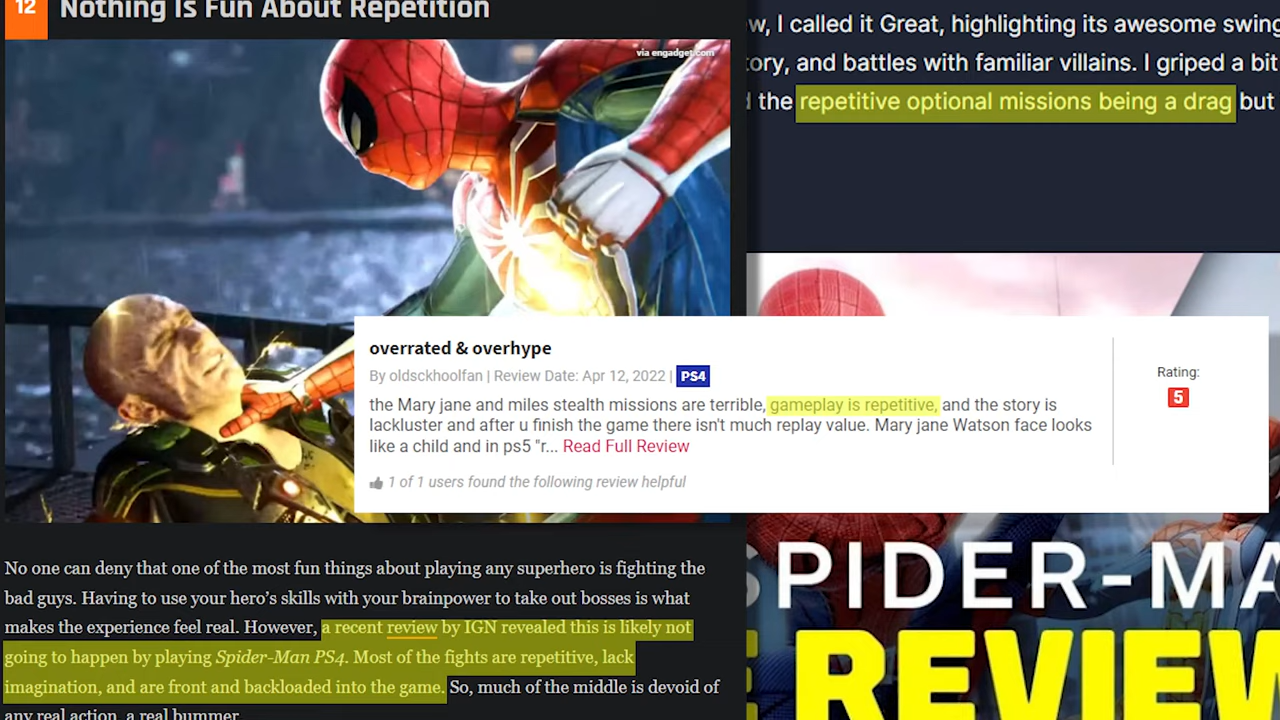 12
Nothing Is Fun About Repetition
via engadget.com
w, I called it Great, highlighting its awesome swing
ory, and battles with familiar villains. I griped a bit
the repetitive optional missions being a drag but
overrated & overhype
By oldsckhoolfan | Review Date: Apr 12, 2022 | PS4
the Mary jane and miles stealth missions are terrible, gameplay is repetitive, and the story is
lackluster and after u finish the game there isn't much replay value. Mary jane Watson face looks
like a child and in ps5 "r... Read Full Review
1 of 1 users found the following review helpful
Rating:
5
No one can deny that one of the most fun things about playing any superhero is fighting the
bad guys. Having to use your hero's skills with your brainpower to take out bosses is what
makes the experience feel real. However, a recent review by IGN revealed this is likely not
going to happen by playing Spider-Man PS4. Most of the fights are repetitive, lack
imagination, and are front and backloaded into the game. So, much of the middle is devoid of
any real action, a real bummer.
SPIDER-MA
REVIEW